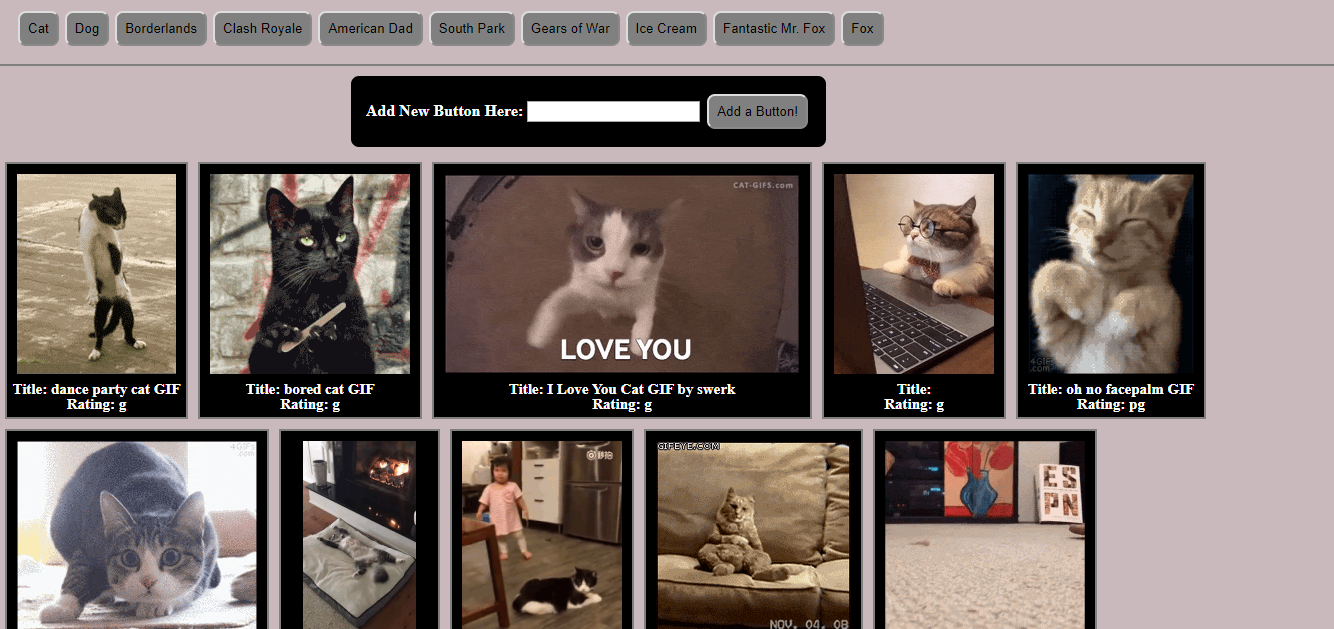 Cat Dog Borderlands Clash Royale American Dad South Park Gears of War Ice Cream Fantastic Mr. Fox Fox
Add New Button Here: Add a Button!
CAT-GIFS.com
LOVE YOU
4GIFS
.com
Title: dance party cat GIF
Rating: g
Title: bored cat GIF
Rating: g
Title: I Love You Cat GIF by swerk
Rating: g
Title:
Rating: g
Title: oh no facepalm GIF
Rating: pg
4GIFS
.com
GIFEYE.COM
NOV. 04. 08
ES
PN